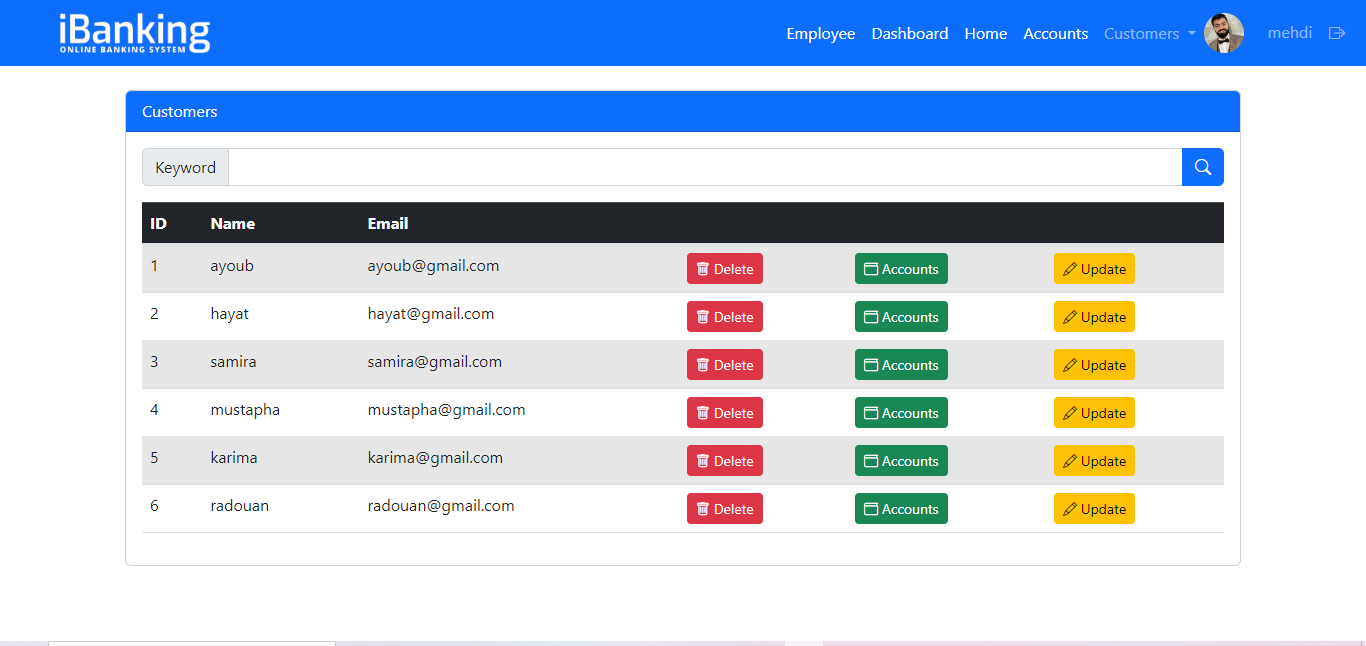 iBanking
ONLINE BANKING SYSTEM
Employee Dashboard Home Accounts Customers mehdi
Customers
Keyword
ID Name Email
1 ayoub ayoub@gmail.com Delete Accounts Update
2 hayat hayat@gmail.com Delete Accounts Update
3 samira samira@gmail.com Delete Accounts Update
4 mustapha mustapha@gmail.com Delete Accounts Update
5 karima karima@gmail.com Delete Accounts Update
6 radouan radouan@gmail.com Delete Accounts Update